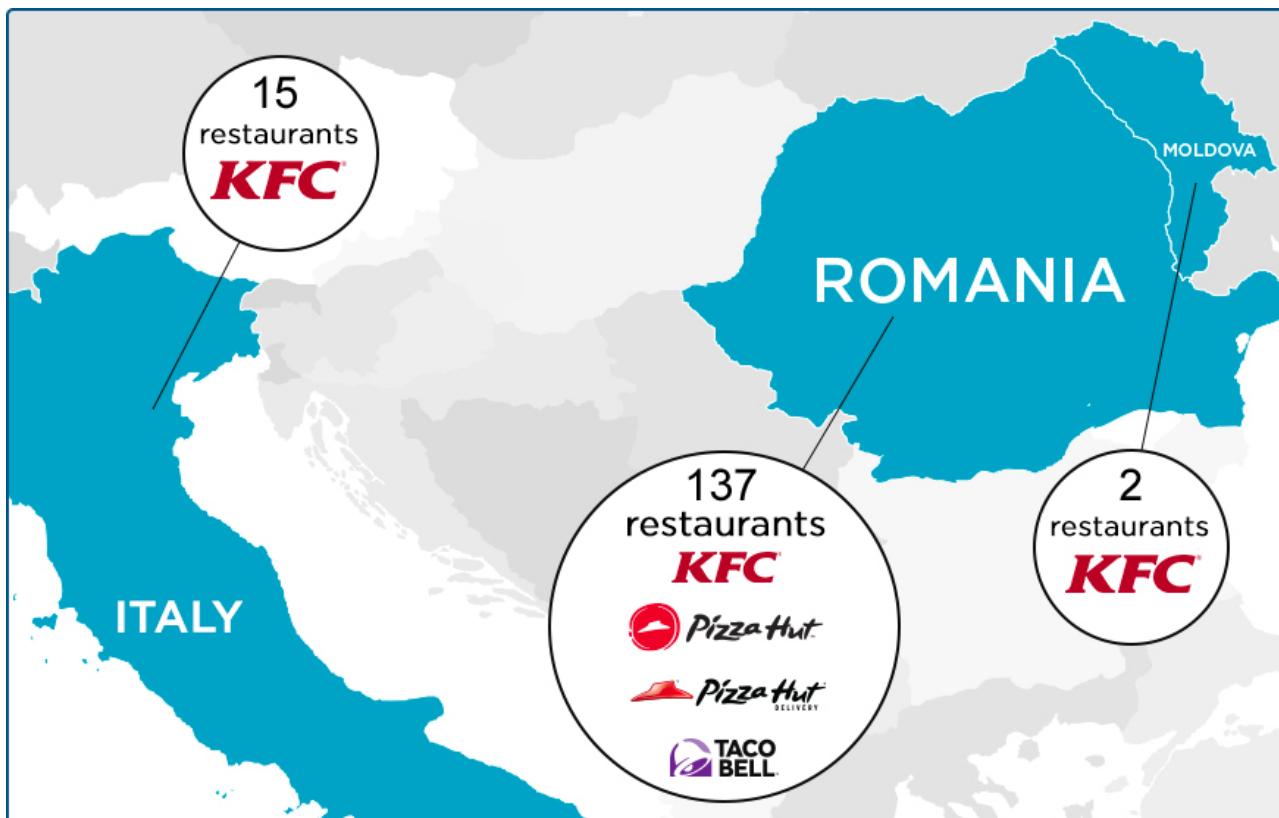 15
restaurants
KFC
MOLDOVA
ROMANIA
137
restaurants
KFC
Pizza Hut
Pizza Hut
DELIVERY
TACO
BELL
2
restaurants
KFC
ITALY